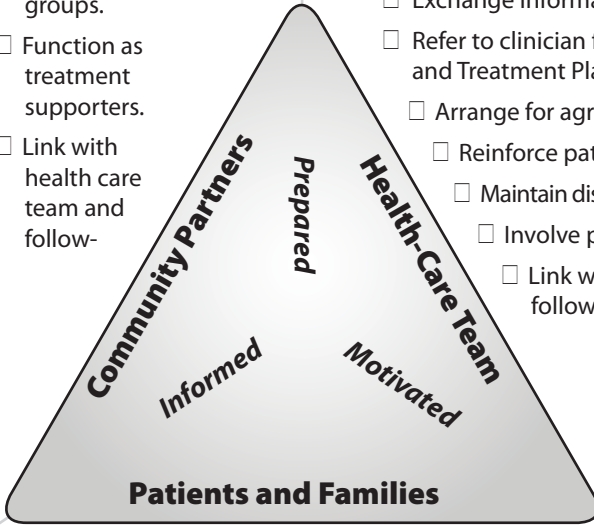 groups.
□ Function as
treatment
supporters.
□ Link with
health care
team and
follow-
□ Exchange informa
□ Refer to clinician f
and Treatment Pla
□ Arrange for agr
□ Reinforce pat
□ Maintain dis
□ Involve p
□ Link w
follow
Community Partners
Prepared
Health-Care Team
Informed
Motivated
Patients and Families